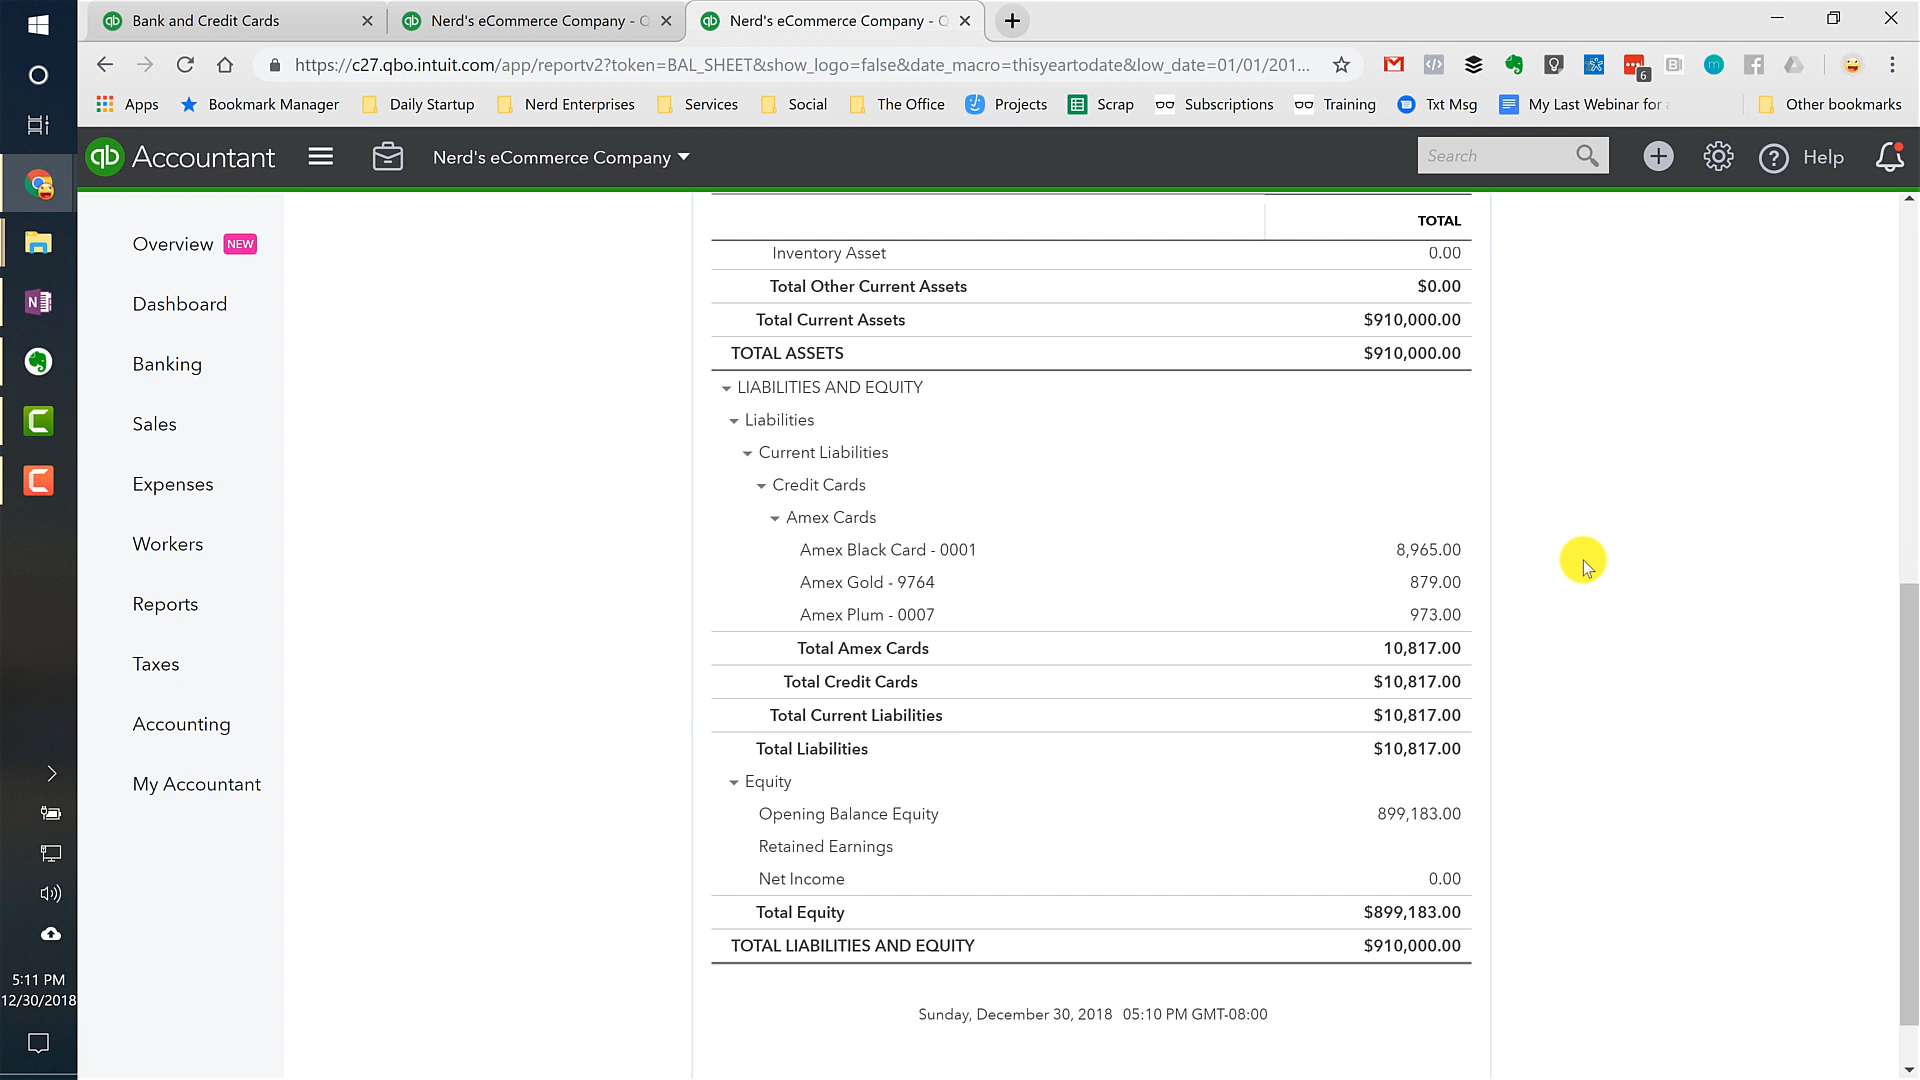 Bank and Credit Cards
Nerd's eCommerce Company - Q
Nerd's eCommerce Company - Q
https://c27.qbo.intuit.com/app/reportv2?token=BAL_SHEET&show_logo=false&date_macro=thisyeartodate&low_date=01/01/201...
6
Apps
Bookmark Manager
Daily Startup
Nerd Enterprises
Services
Social
The Office
Projects
Scrap
Subscriptions
Training
Txt Msg
My Last Webinar for
Other bookmarks
qb Accountant
Nerd's eCommerce Company
Search
Help
Overview NEW
Dashboard
Banking
Sales
Expenses
Workers
Reports
Taxes
Accounting
My Accountant
TOTAL
Inventory Asset 0.00
Total Other Current Assets $0.00
Total Current Assets $910,000.00
TOTAL ASSETS $910,000.00
LIABILITIES AND EQUITY
Liabilities
Current Liabilities
Credit Cards
Amex Cards
Amex Black Card - 0001 8,965.00
Amex Gold - 9764 879.00
Amex Plum - 0007 973.00
Total Amex Cards 10,817.00
Total Credit Cards $10,817.00
Total Current Liabilities $10,817.00
Total Liabilities $10,817.00
Equity
Opening Balance Equity 899,183.00
Retained Earnings
Net Income 0.00
Total Equity $899,183.00
TOTAL LIABILITIES AND EQUITY $910,000.00
Sunday, December 30, 2018 05:10 PM GMT-08:00
5:11 PM
12/30/2018